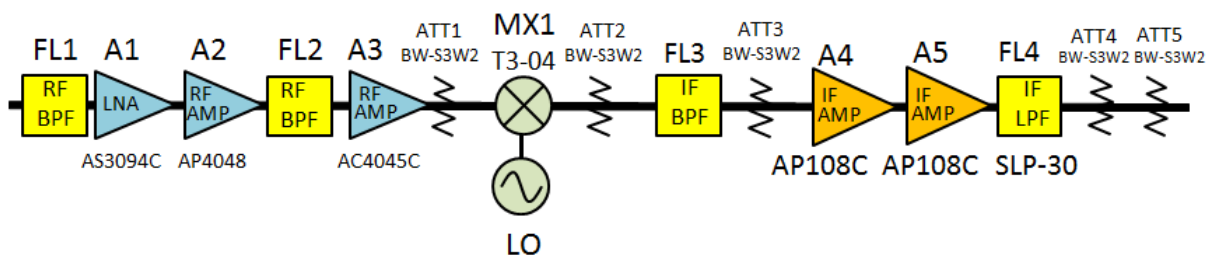 FL1
RF
BPF
A1
LNA
AS3094C
A2
RF
AMP
AP4048
FL2
RF
BPF
A3
RF
AMP
AC4045C
ATT1
BW-S3W2
MX1
T3-04
LO
ATT2
BW-S3W2
FL3
IF
BPF
ATT3
BW-S3W2
A4
IF
AMP
AP108C
A5
IF
AMP
AP108C
FL4
IF
LPF
SLP-30
ATT4
BW-S3W2
ATT5
BW-S3W2